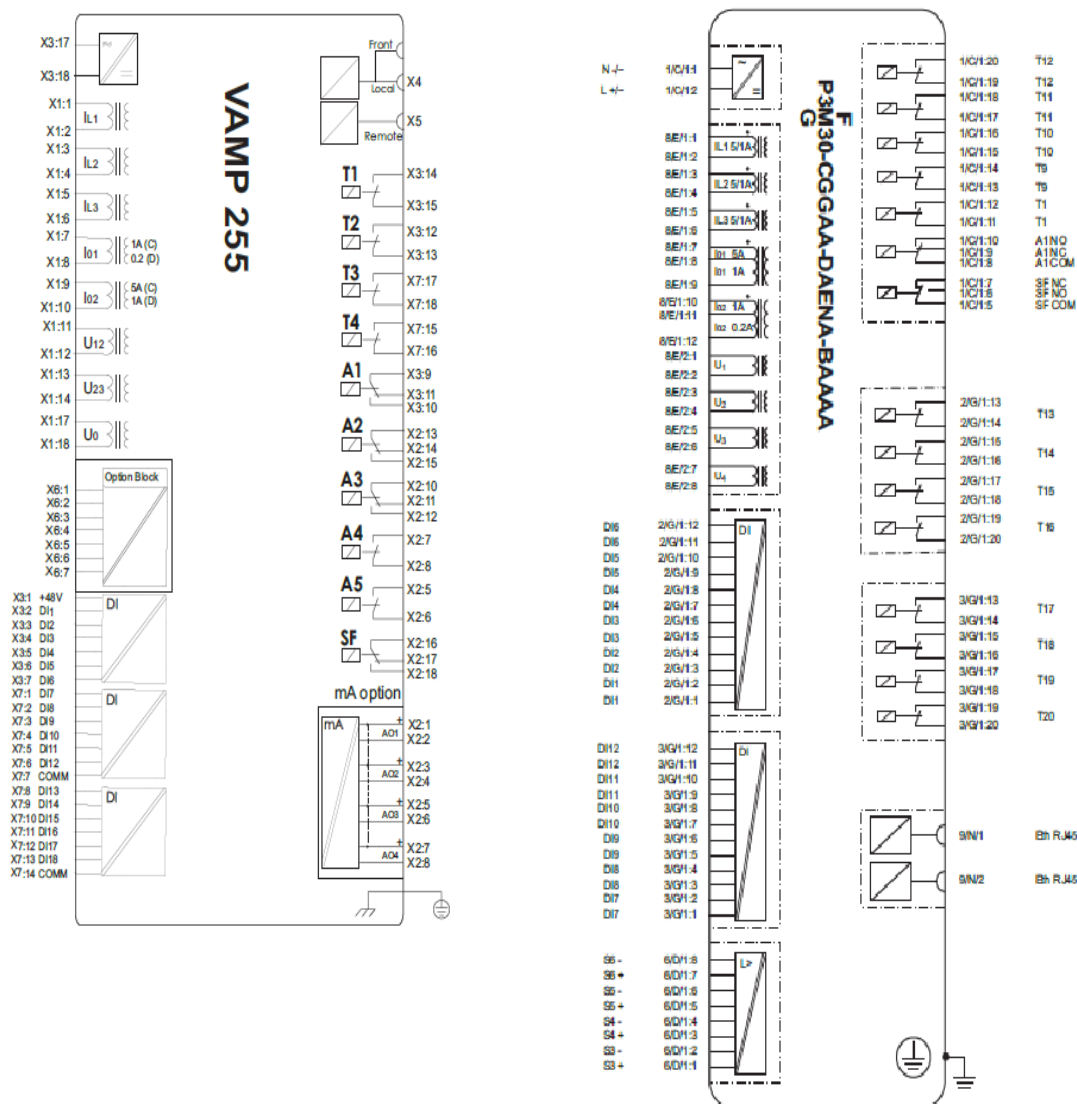 VAMP 255
X3:17
X3:18
X1:1
IL1
X1:2
X1:3
IL2
X1:4
X1:5
IL3
X1:6
X1:7
I01
1A (C)
0.2 (D)
X1:8
X1:9
I02
5A (C)
1A (D)
X1:10
X1:11
U12
X1:12
X1:13
U23
X1:14
X1:17
U0
X1:18
Option Block
X6:1
X6:2
X6:3
X6:4
X6:5
X6:6
X6:7
X3:1 +48V
DI
X3:2 DI1
X3:3 DI2
X3:4 DI3
X3:5 DI4
X3:6 DI5
X3:7 DI6
X7:1 DI7
DI
X7:2 DI8
X7:3 DI9
X7:4 DI10
X7:5 DI11
X7:6 DI12
X7:7 COMM
X7:8 DI13
DI
X7:9 DI14
X7:10 DI15
X7:11 DI16
X7:12 DI17
X7:13 DI18
X7:14 COMM
Front
Local
X4
X5
Remote
T1
X3:14
X3:15
T2
X3:12
X3:13
T3
X7:17
X7:18
T4
X7:15
X7:16
A1
X3:9
X3:11
X3:10
A2
X2:13
X2:14
X2:15
A3
X2:10
X2:11
X2:12
A4
X2:7
X2:8
A5
X2:5
X2:6
SF
X2:16
X2:17
X2:18
mA option
mA
+ X2:1
AO1
X2:2
+ X2:3
AO2
X2:4
+ X2:5
AO3
X2:6
+ X2:7
AO4
X2:8
P3M30-CGGAA-DAENA-BAAAA
F
G
N -/~ 1/C/1:1
L +/~ 1/C/1:2
8/E/1:1
IL1 5/1A
8/E/1:2
8/E/1:3
IL2 5/1A
8/E/1:4
8/E/1:5
IL3 5/1A
8/E/1:6
8/E/1:7
I01 5A
8/E/1:8
I01 1A
8/E/1:9
8/E/1:10
I02 1A
8/E/1:11
I02 0.2A
8/E/1:12
8/E/2:1
U1
8/E/2:2
8/E/2:3
U2
8/E/2:4
8/E/2:5
U3
8/E/2:6
8/E/2:7
U4
8/E/2:8
DI6 2/G/1:12
DI
DI6 2/G/1:11
DI5 2/G/1:10
DI5 2/G/1:9
DI4 2/G/1:8
DI4 2/G/1:7
DI3 2/G/1:6
DI3 2/G/1:5
DI2 2/G/1:4
DI2 2/G/1:3
DI1 2/G/1:2
DI1 2/G/1:1
DI12 3/G/1:12
DI
DI12 3/G/1:11
DI11 3/G/1:10
DI11 3/G/1:9
DI10 3/G/1:8
DI10 3/G/1:7
DI9 3/G/1:6
DI9 3/G/1:5
DI8 3/G/1:4
DI8 3/G/1:3
DI7 3/G/1:2
DI7 3/G/1:1
S6 - 6/D/1:8
L>
S6 + 6/D/1:7
S5 - 6/D/1:6
S5 + 6/D/1:5
S4 - 6/D/1:4
S4 + 6/D/1:3
S3 - 6/D/1:2
S3 + 6/D/1:1
1/C/1:20 T12
1/C/1:19 T12
1/C/1:18 T11
1/C/1:17 T11
1/C/1:16 T10
1/C/1:15 T10
1/C/1:14 T9
1/C/1:13 T9
1/C/1:12 T1
1/C/1:11 T1
1/C/1:10 A1 NO
1/C/1:9 A1 NC
1/C/1:8 A1 COM
1/C/1:7 SF NC
1/C/1:6 SF NO
1/C/1:5 SF COM
2/G/1:13
T13
2/G/1:14
2/G/1:15
T14
2/G/1:16
2/G/1:17
T15
2/G/1:18
2/G/1:19
T16
2/G/1:20
3/G/1:13
T17
3/G/1:14
3/G/1:15
T18
3/G/1:16
3/G/1:17
T19
3/G/1:18
3/G/1:19
T20
3/G/1:20
9/N/1 Eth RJ45
9/N/2 Eth RJ45